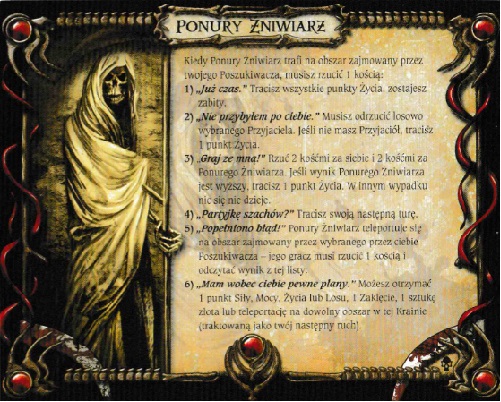 PONURY ŻNIWIARZ
Kiedy Ponury Żniwiarz trafi na obszar zajmowany przez
twojego Poszukiwacza, musisz rzucić 1 kością:
1) „Już czas.” Tracisz wszystkie punkty Życia, zostajesz
zabity.
2) „Nie przybyłem po ciebie.” Musisz odrzucić losowo
wybranego Przyjaciela. Jeśli nie masz Przyjaciół, tracisz
1 punkt Życia.
3) „Graj ze mną!” Rzuć 2 kośćmi za siebie i 2 kośćmi za
Ponurego Żniwiarza. Jeśli wynik Ponurego Żniwiarza
jest wyższy, tracisz 1 punkt Życia. W innym wypadku
nic się nie dzieje.
4) „Partyjkę szachów?” Tracisz swoją następną turę.
5) „Popełniono błąd!” Ponury Żniwiarz teleportuje się
na obszar zajmowany przez wybranego przez ciebie
Poszukiwacza – jego gracz musi rzucić 1 kością i
odczytać wynik z tej listy.
6) „Mam wobec ciebie pewne plany.” Możesz otrzymać
1 punkt Siły, Mocy, Życia lub Losu, 1 Zaklęcie, 1 sztukę
złota lub teleportację na dowolny obszar w tej Krainie
(traktowaną jako twój następny ruch)